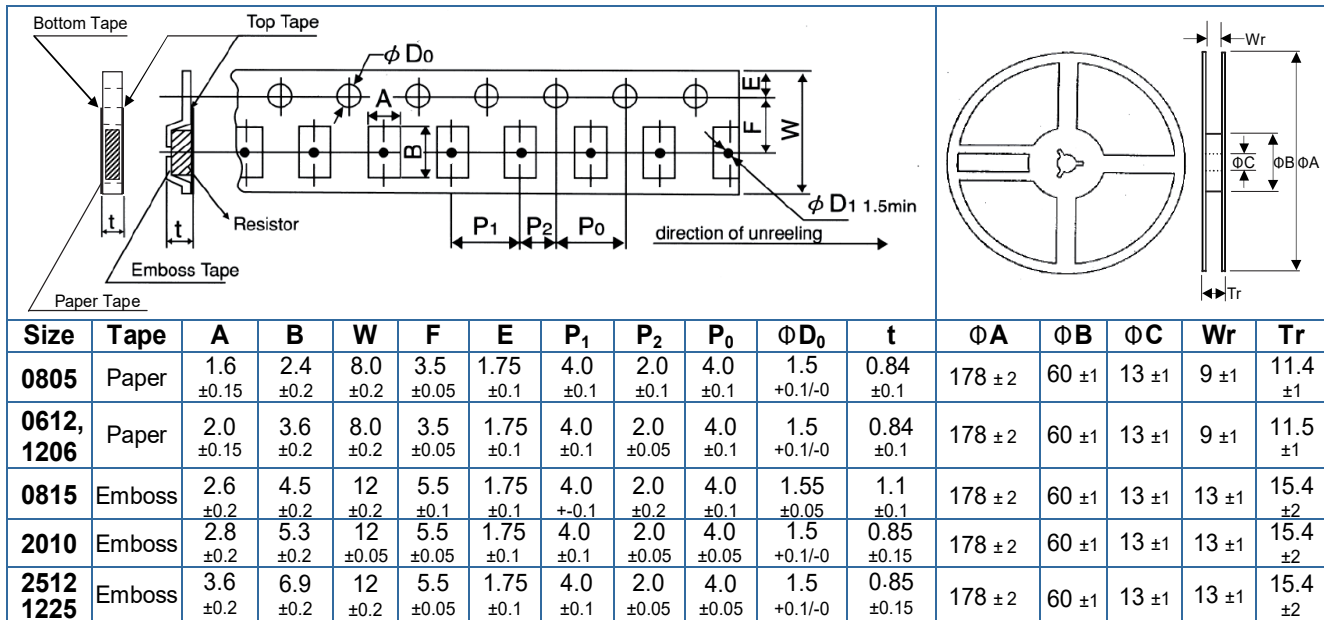 Bottom Tape
Top Tape
φ D0
A
B
E
F
W
t
t
Resistor
Emboss Tape
Paper Tape
P1
P2
P0
φ D1 1.5min
direction of unreeling
Wr
ΦC
ΦB
ΦA
Tr
Size Tape A B W F E P1 P2 P0 ΦD0 t ΦA ΦB ΦC Wr Tr
0805 Paper 1.6 ±0.15 2.4 ±0.2 8.0 ±0.2 3.5 ±0.05 1.75 ±0.1 4.0 ±0.1 2.0 ±0.1 4.0 ±0.1 1.5 +0.1/-0 0.84 ±0.1 178 ±2 60 ±1 13 ±1 9 ±1 11.4 ±1
0612, 1206 Paper 2.0 ±0.15 3.6 ±0.2 8.0 ±0.2 3.5 ±0.05 1.75 ±0.1 4.0 ±0.1 2.0 ±0.05 4.0 ±0.1 1.5 +0.1/-0 0.84 ±0.1 178 ±2 60 ±1 13 ±1 9 ±1 11.5 ±1
0815 Emboss 2.6 ±0.2 4.5 ±0.2 12 ±0.2 5.5 ±0.1 1.75 ±0.1 4.0 +-0.1 2.0 ±0.2 4.0 ±0.1 1.55 ±0.05 1.1 ±0.1 178 ±2 60 ±1 13 ±1 13 ±1 15.4 ±2
2010 Emboss 2.8 ±0.2 5.3 ±0.2 12 ±0.05 5.5 ±0.05 1.75 ±0.1 4.0 ±0.1 2.0 ±0.05 4.0 ±0.05 1.5 +0.1/-0 0.85 ±0.15 178 ±2 60 ±1 13 ±1 13 ±1 15.4 ±2
2512 1225 Emboss 3.6 ±0.2 6.9 ±0.2 12 ±0.2 5.5 ±0.05 1.75 ±0.1 4.0 ±0.1 2.0 ±0.05 4.0 ±0.05 1.5 +0.1/-0 0.85 ±0.15 178 ±2 60 ±1 13 ±1 13 ±1 15.4 ±2